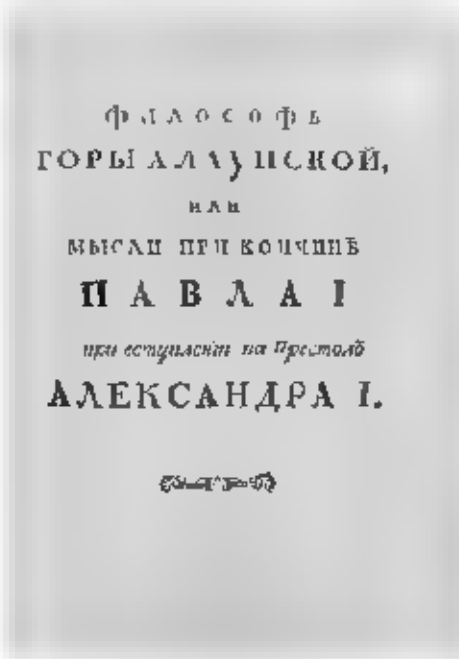 ФИЛОСОФЪ
ГОРЫ АЛАУНСКОЙ,
ИЛИ
МЫСЛИ ПРИ КОНЧИНѢ
ПАВЛА I
при вступленіи на Престолъ
АЛЕКСАНДРА I.